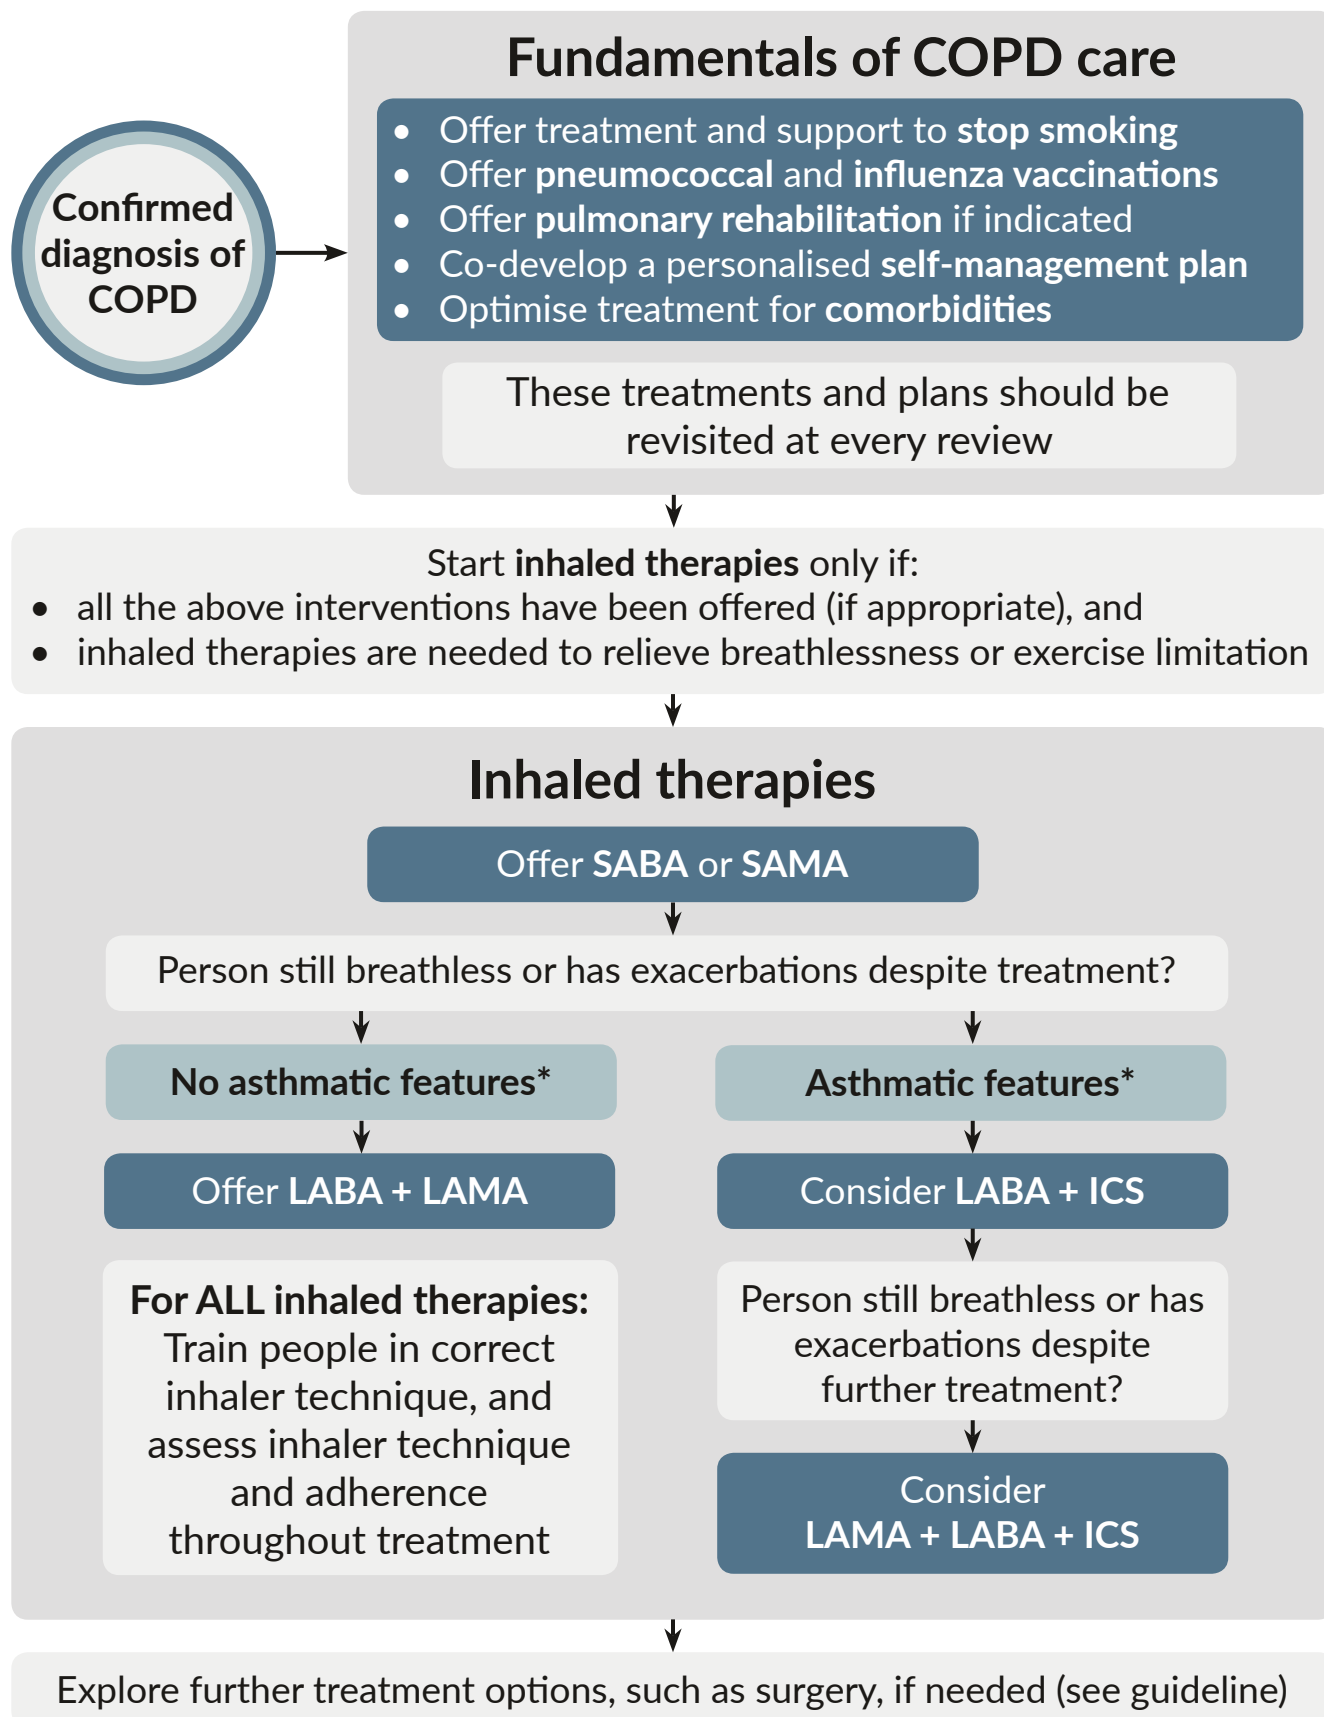 Fundamentals of COPD care
Confirmed
diagnosis of
COPD
• Offer treatment and support to stop smoking
• Offer pneumococcal and influenza vaccinations
• Offer pulmonary rehabilitation if indicated
• Co-develop a personalised self-management plan
• Optimise treatment for comorbidities
These treatments and plans should be
revisited at every review
Start inhaled therapies only if:
• all the above interventions have been offered (if appropriate), and
• inhaled therapies are needed to relieve breathlessness or exercise limitation
Inhaled therapies
Offer SABA or SAMA
Person still breathless or has exacerbations despite treatment?
No asthmatic features*
Offer LABA + LAMA
For ALL inhaled therapies:
Train people in correct
inhaler technique, and
assess inhaler technique
and adherence
throughout treatment
Asthmatic features*
Consider LABA + ICS
Person still breathless or has
exacerbations despite
further treatment?
Consider
LAMA + LABA + ICS
Explore further treatment options, such as surgery, if needed (see guideline)